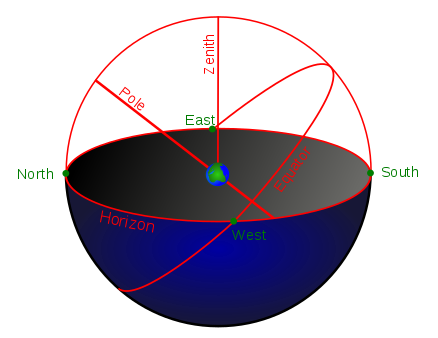 Zenith
Pole
East
North
South
Equator
Horizon
West